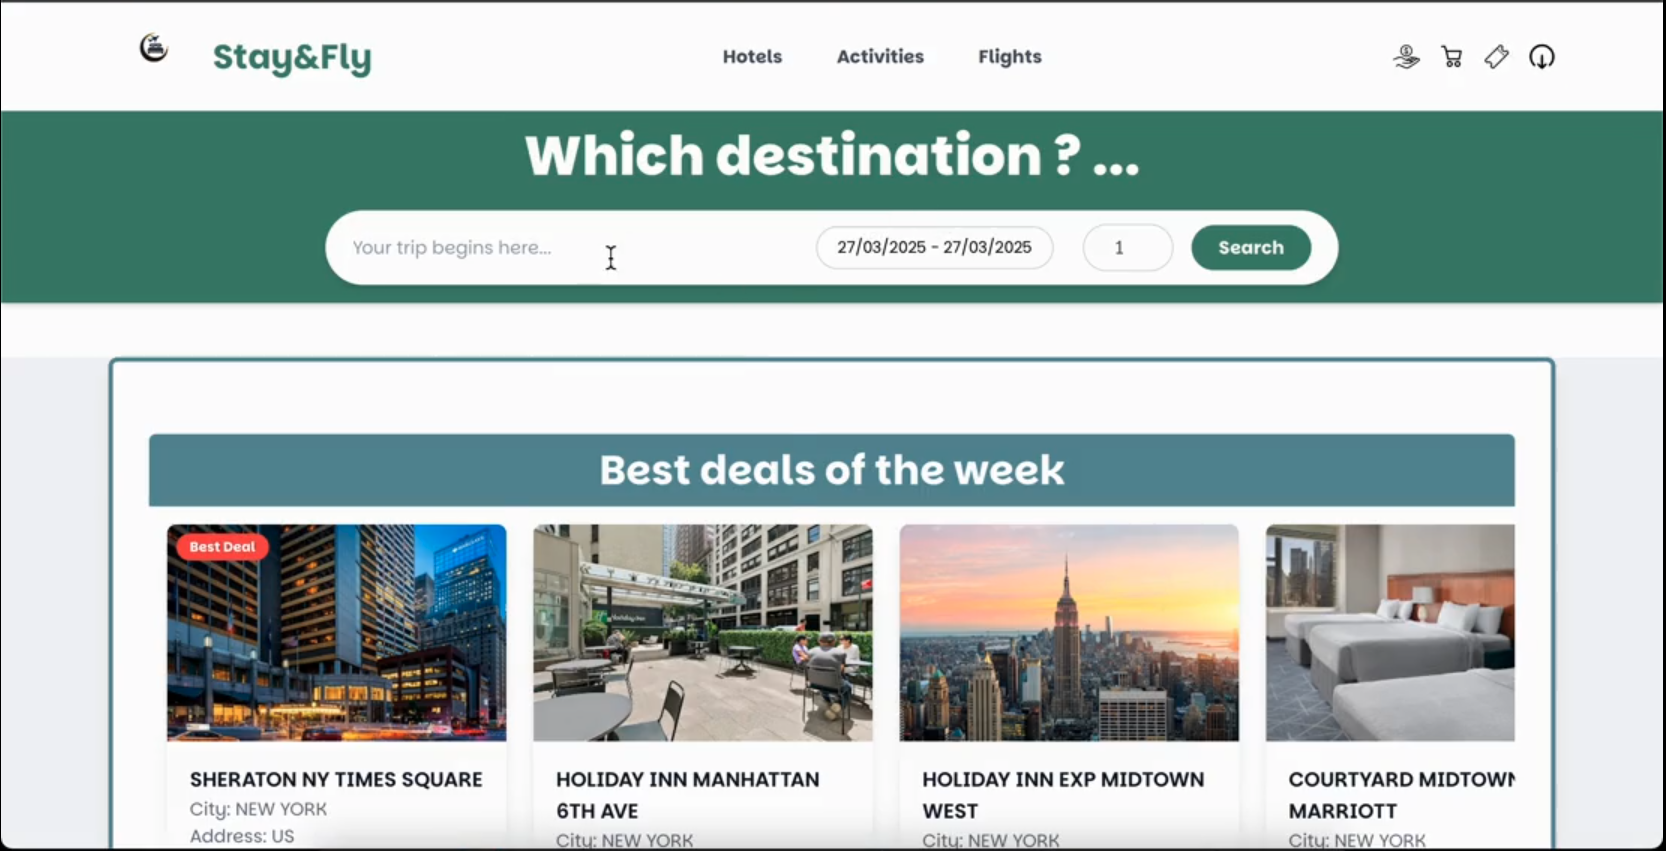 Stay&Fly
Hotels
Activities
Flights
Which destination ? ...
Your trip begins here...
27/03/2025 - 27/03/2025
1
Search
Best deals of the week
Best Deal
SHERATON NY TIMES SQUARE
City: NEW YORK
Address: US
HOLIDAY INN MANHATTAN
6TH AVE
City: NEW YORK
HOLIDAY INN EXP MIDTOWN
WEST
City: NEW YORK
COURTYARD MIDTOWN
MARRIOTT
City: NEW YORK